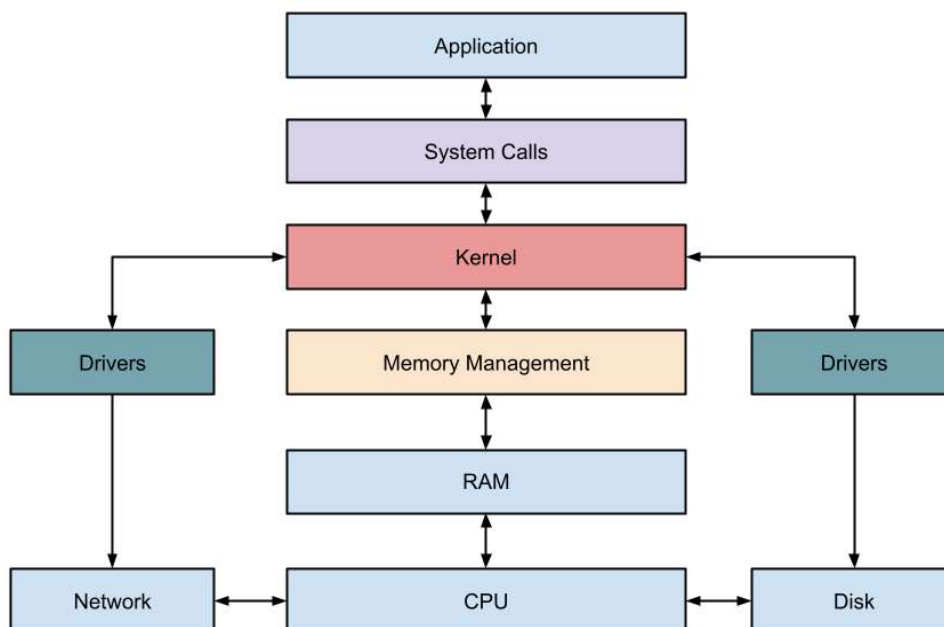 Application
System Calls
Kernel
Drivers
Memory Management
Drivers
RAM
Network
CPU
Disk